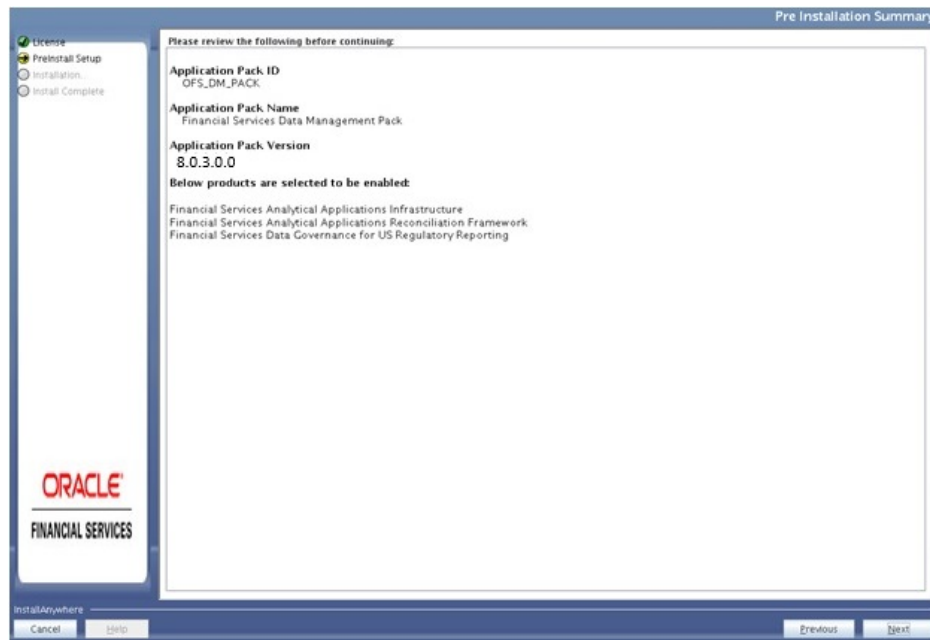 Pre Installation Summary
License
Preinstall Setup
Installation...
Install Complete
Please review the following before continuing:
Application Pack ID
OFS_DM_PACK
Application Pack Name
Financial Services Data Management Pack
Application Pack Version
8.0.3.0.0
Below products are selected to be enabled:
Financial Services Analytical Applications Infrastructure
Financial Services Analytical Applications Reconciliation Framework
Financial Services Data Governance for US Regulatory Reporting
ORACLE
FINANCIAL SERVICES
InstallAnywhere
Cancel
Help
Previous
Next